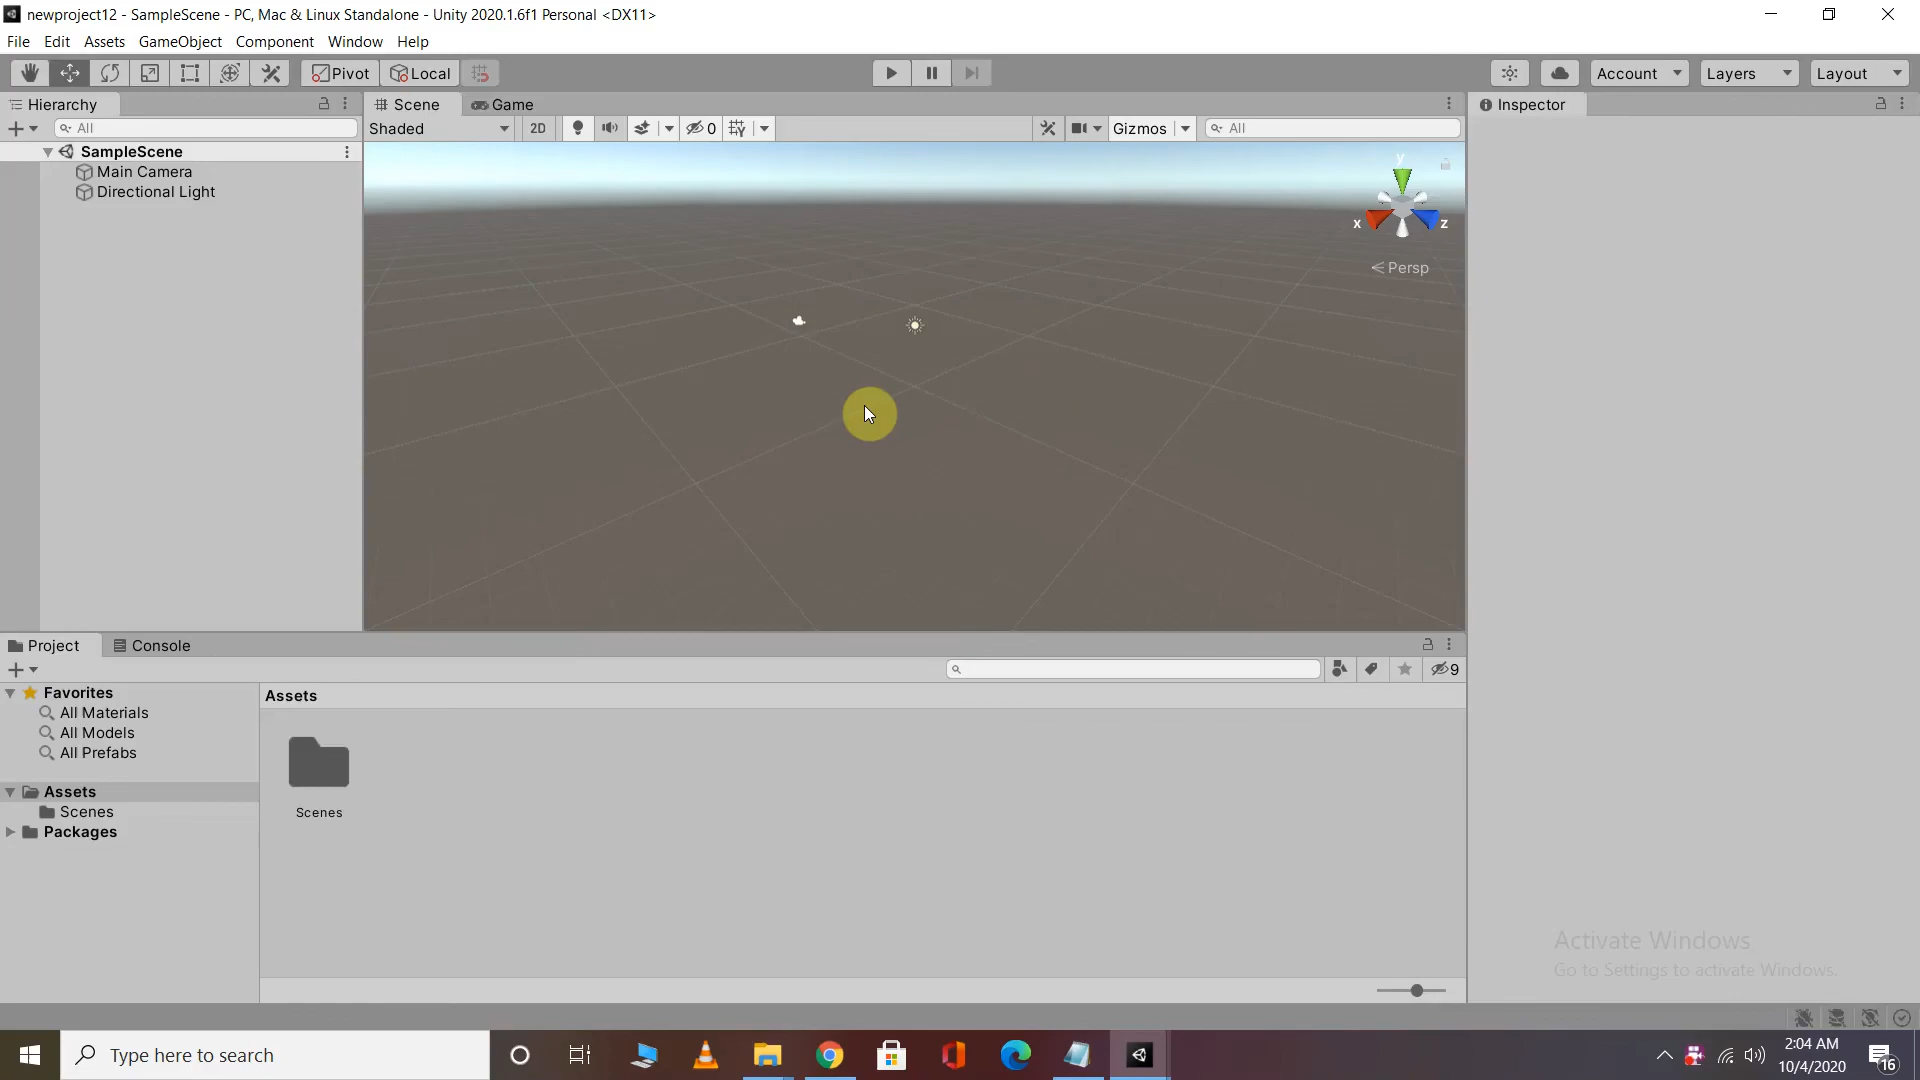 newproject12 - SampleScene - PC, Mac & Linux Standalone - Unity 2020.1.6f1 Personal <DX11>
File Edit Assets GameObject Component Window Help
Pivot Local Account Layers Layout
Hierarchy Scene Game Inspector
All Shaded 2D 0 Gizmos All
SampleScene
Main Camera
Directional Light
y
x z
Persp
Project Console
9
Favorites Assets
All Materials
All Models
All Prefabs
Assets
Scenes
Scenes
Packages
Activate Windows
Go to Settings to activate Windows.
Type here to search
2:04 AM
10/4/2020
16